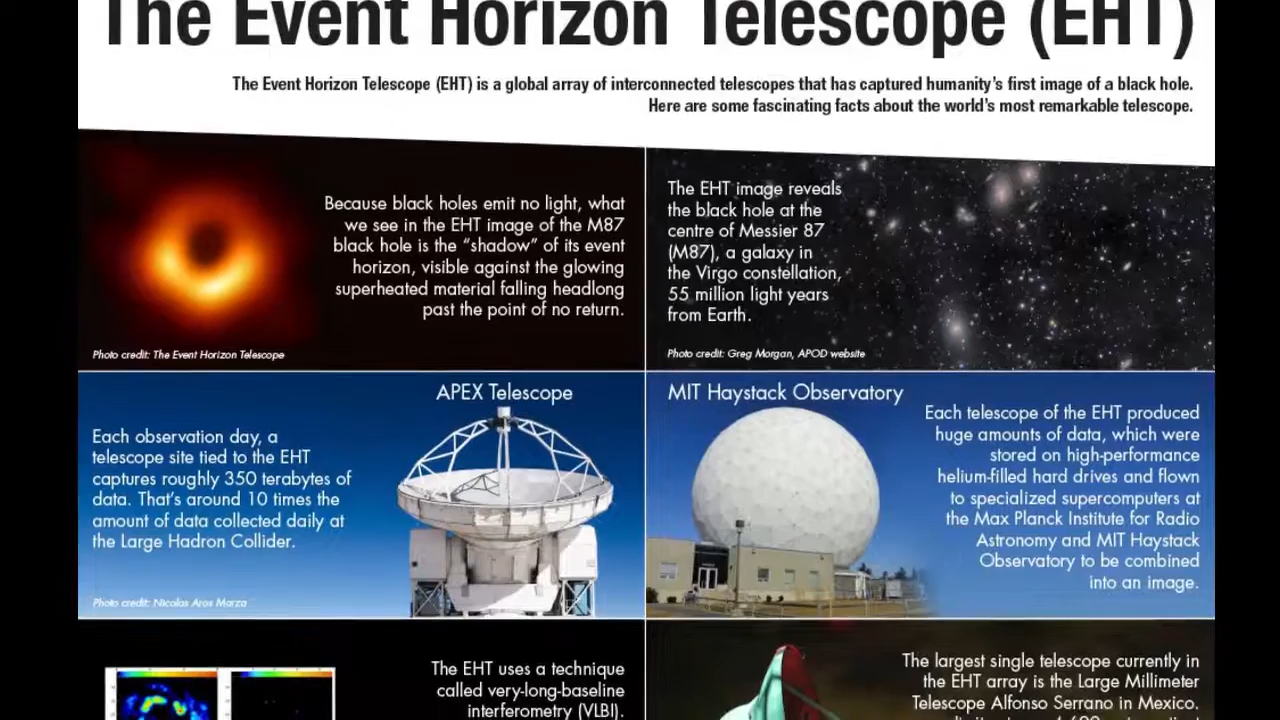 The Event Horizon Telescope (EHT)
The Event Horizon Telescope (EHT) is a global array of interconnected telescopes that has captured humanity's first image of a black hole.
Here are some fascinating facts about the world's most remarkable telescope.
Because black holes emit no light, what
we see in the EHT image of the M87
black hole is the "shadow" of its event
horizon, visible against the glowing
superheated material falling headlong
past the point of no return.
Photo credit: The Event Horizon Telescope
The EHT image reveals
the black hole at the
centre of Messier 87
(M87), a galaxy in
the Virgo constellation,
55 million light years
from Earth.
Photo credit: Greg Morgan, APOD website
APEX Telescope
Each observation day, a
telescope site tied to the EHT
captures roughly 350 terabytes of
data. That's around 10 times the
amount of data collected daily at
the Large Hadron Collider.
Photo credit: Nicolas Aros Marza
MIT Haystack Observatory
Each telescope of the EHT produced
huge amounts of data, which were
stored on high-performance
helium-filled hard drives and flown
to specialized supercomputers at
the Max Planck Institute for Radio
Astronomy and MIT Haystack
Observatory to be combined
into an image.
The EHT uses a technique
called very-long-baseline
interferometry (VLBI).
The largest single telescope currently in
the EHT array is the Large Millimeter
Telescope Alfonso Serrano in Mexico.